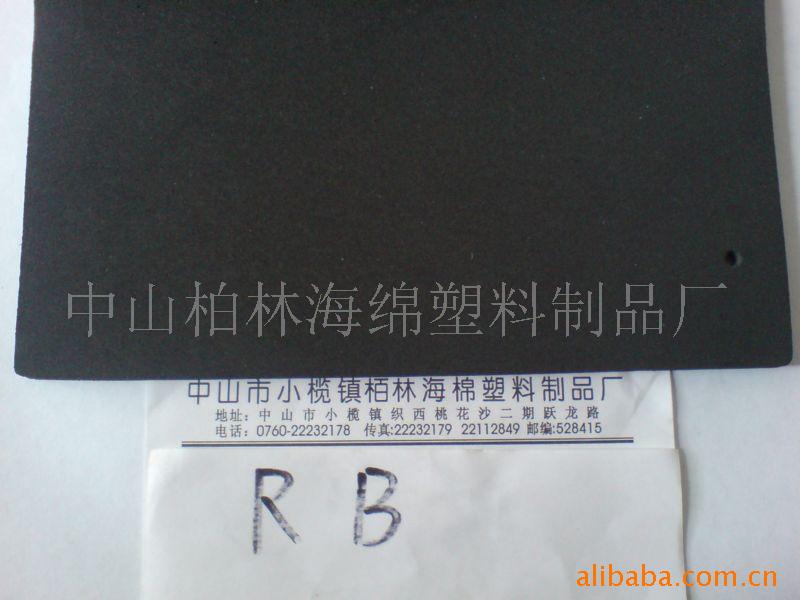 中山柏林海绵塑料制品厂
中山市小榄镇栢林海棉塑料制品厂
地址：中山市小榄镇织西桃花沙二期跃龙路
电话：0760-22232178 传真:22232179 22112849 邮编:528415
R B
alibaba.com.cn